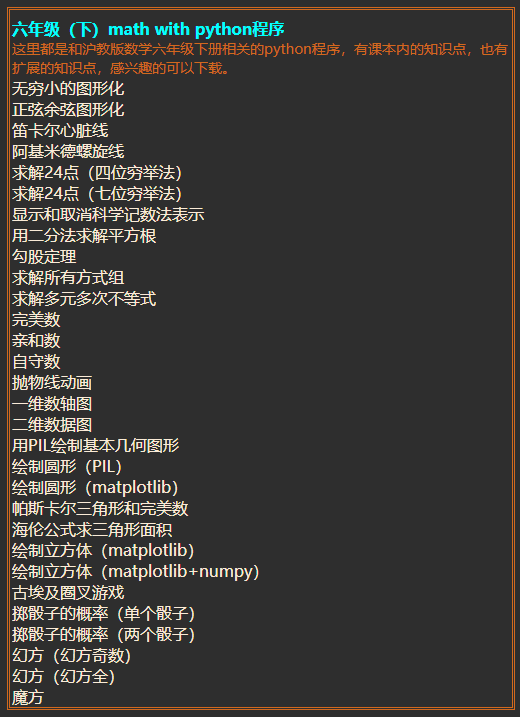 六年级（下）math with python程序
这里都是和沪教版数学六年级下册相关的python程序，有课本内的知识点，也有
扩展的知识点，感兴趣的可以下载。
无穷小的图形化
正弦余弦图形化
笛卡尔心脏线
阿基米德螺旋线
求解24点（四位穷举法）
求解24点（七位穷举法）
显示和取消科学记数法表示
用二分法求解平方根
勾股定理
求解所有方式组
求解多元多次不等式
完美数
亲和数
自守数
抛物线动画
一维数轴图
二维数据图
用PIL绘制基本几何图形
绘制圆形（PIL）
绘制圆形（matplotlib）
帕斯卡尔三角形和完美数
海伦公式求三角形面积
绘制立方体（matplotlib）
绘制立方体（matplotlib+numpy）
古埃及圈叉游戏
掷骰子的概率（单个骰子）
掷骰子的概率（两个骰子）
幻方（幻方奇数）
幻方（幻方全）
魔方